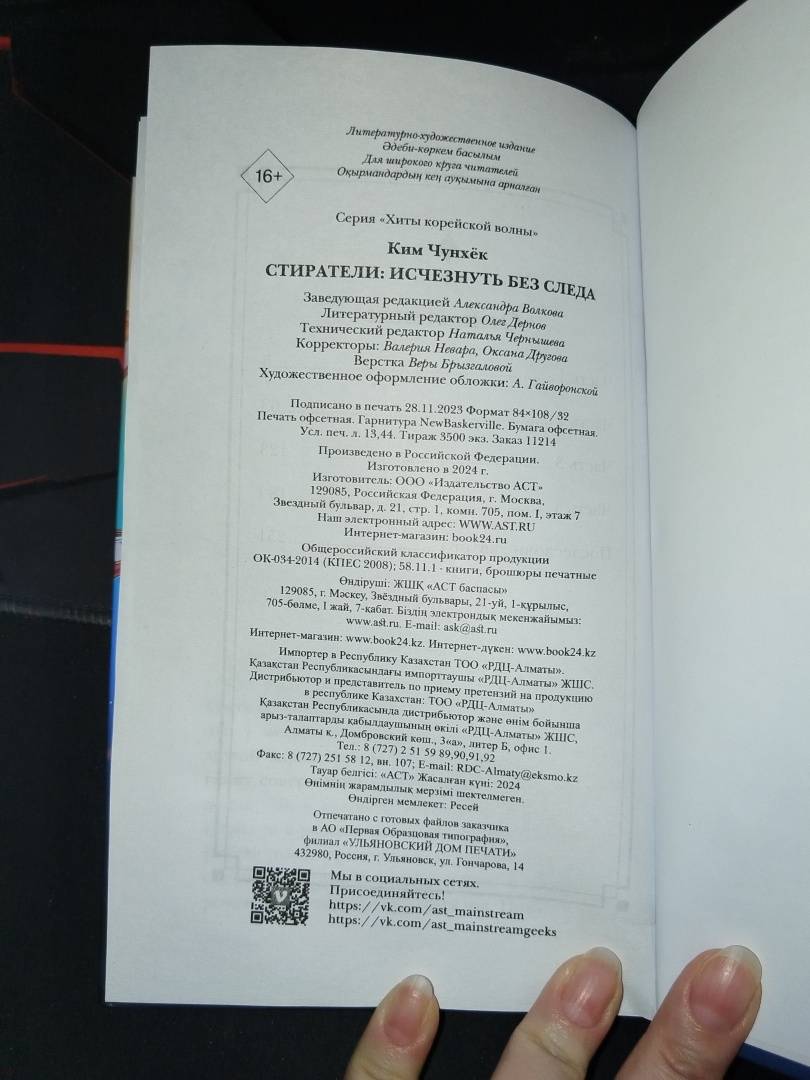 Литературно-художественное издание
Әдеби-көркем басылым
Для широкого круга читателей
Оқырмандардың кең ауқымына арналған
16+
Серия «Хиты корейской волны»
Ким Чунхёк
СТИРАТЕЛИ: ИСЧЕЗНУТЬ БЕЗ СЛЕДА
Заведующая редакцией Александра Волкова
Литературный редактор Олег Дернов
Технический редактор Наталья Чернышева
Корректоры: Валерия Невара, Оксана Другова
Верстка Веры Брызгаловой
Художественное оформление обложки: А. Гайворонской
Подписано в печать 28.11.2023 Формат 84×108/32
Печать офсетная. Гарнитура NewBaskerville. Бумага офсетная.
Усл. печ. л. 13,44. Тираж 3500 экз. Заказ 11214
Произведено в Российской Федерации.
Изготовлено в 2024 г.
Изготовитель: ООО «Издательство АСТ»
129085, Российская Федерация, г. Москва,
Звездный бульвар, д. 21, стр. 1, комн. 705, пом. I, этаж 7
Наш электронный адрес: WWW.AST.RU
Интернет-магазин: book24.ru
Общероссийский классификатор продукции
ОК-034-2014 (КПЕС 2008); 58.11.1 - книги, брошюры печатные
Өндіруші: ЖШҚ «АСТ баспасы»
129085, г. Мәскеу, Звёздный бульвары, 21-үй, 1-құрылыс,
705-бөлме, I жай, 7-қабат. Біздің электрондық мекенжайымыз:
www.ast.ru. E-mail: ask@ast.ru
Интернет-магазин: www.book24.kz. Интернет-дүкен: www.book24.kz
Импортер в Республику Казахстан ТОО «РДЦ-Алматы».
Қазақстан Республикасындағы импорттаушы «РДЦ-Алматы» ЖШС.
Дистрибьютор и представитель по приему претензий на продукцию
в республике Казахстан: ТОО «РДЦ-Алматы»
Қазақстан Республикасында дистрибьютор және өнім бойынша
арыз-талаптарды қабылдаушының өкілі «РДЦ-Алматы» ЖШС,
Алматы қ., Домбровский көш., 3«а», литер Б, офис 1.
Тел.: 8 (727) 2 51 59 89,90,91,92
Факс: 8 (727) 251 58 12, вн. 107; E-mail: RDC-Almaty@eksmo.kz
Тауар белгісі: «АСТ» Жасалған күні: 2024
Өнімнің жарамдылық мерзімі шектелмеген.
Өндірген мемлекет: Ресей
Отпечатано с готовых файлов заказчика
в АО «Первая Образцовая типография»,
филиал «УЛЬЯНОВСКИЙ ДОМ ПЕЧАТИ»
432980, Россия, г. Ульяновск, ул. Гончарова, 14
Мы в социальных сетях.
Присоединяйтесь!
https://vk.com/ast_mainstream
https://vk.com/ast_mainstreamgeeks